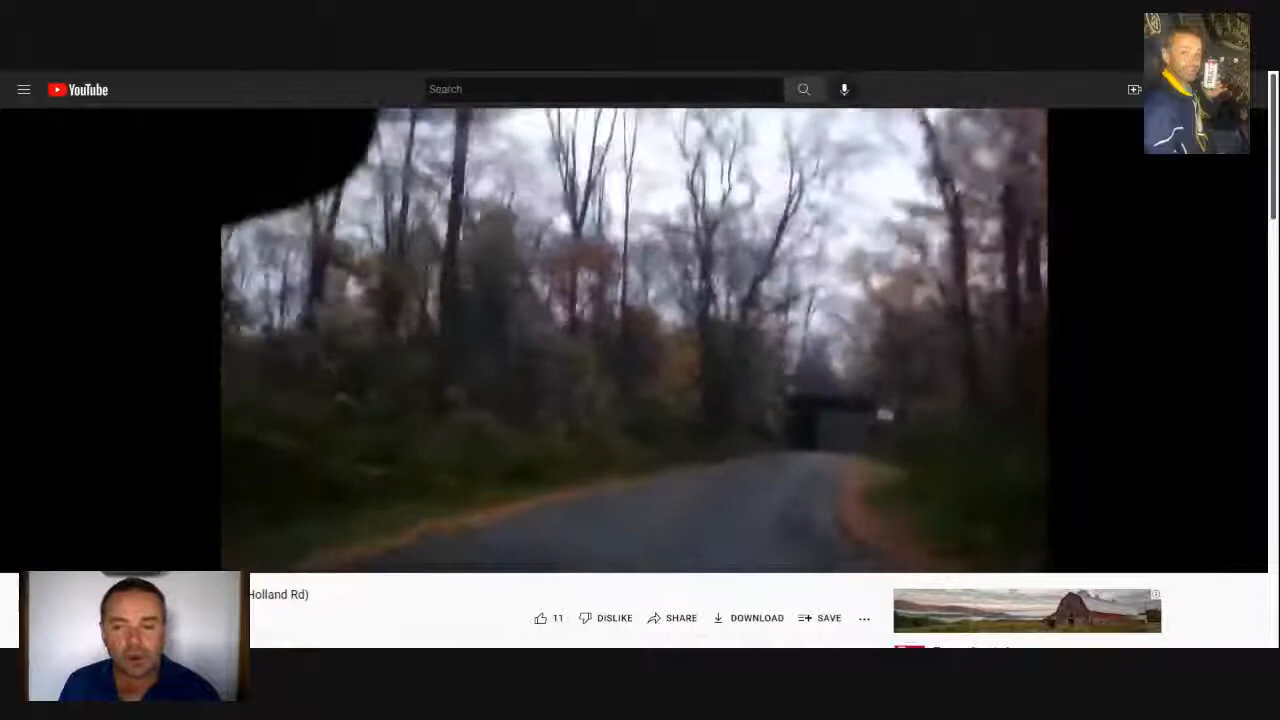 YouTube
Search
Holland Rd)
11
DISLIKE
SHARE
DOWNLOAD
SAVE